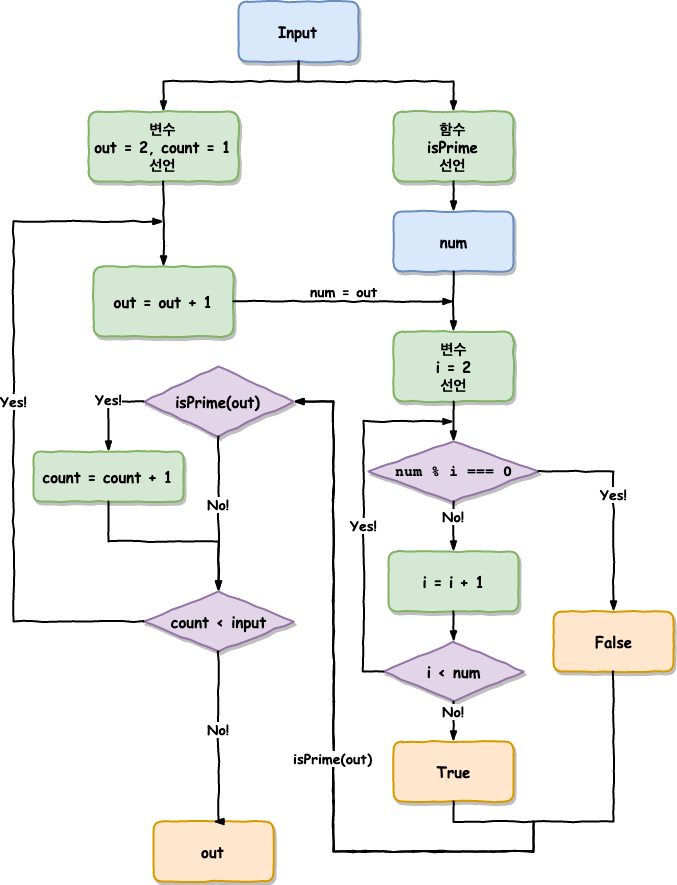 Input
변수
out = 2, count = 1
선언
함수
isPrime
선언
num
out = out + 1
num = out
변수
i = 2
선언
Yes!
Yes!
isPrime(out)
num % i === 0
Yes!
count = count + 1
No!
No!
Yes!
i = i + 1
count < input
False
i < num
No!
No!
isPrime(out)
True
out